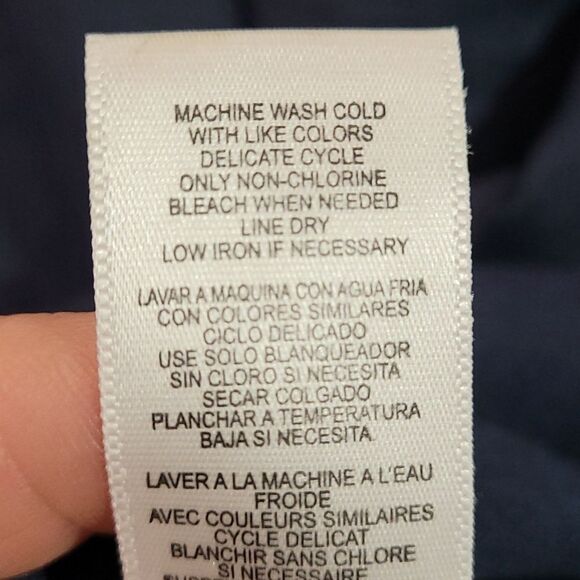 MACHINE WASH COLD
WITH LIKE COLORS
DELICATE CYCLE
ONLY NON-CHLORINE
BLEACH WHEN NEEDED
LINE DRY
LOW IRON IF NECESSARY
LAVAR A MAQUINA CON AGUA FRIA
CON COLORES SIMILARES
CICLO DELICADO
USE SOLO BLANQUEADOR
SIN CLORO SI NECESITA
SECAR COLGADO
PLANCHAR A TEMPERATURA
BAJA SI NECESITA
LAVER A LA MACHINE A L'EAU
FROIDE
AVEC COULEURS SIMILAIRES
CYCLE DELICAT
BLANCHIR SANS CHLORE
SI NECESSAIRE